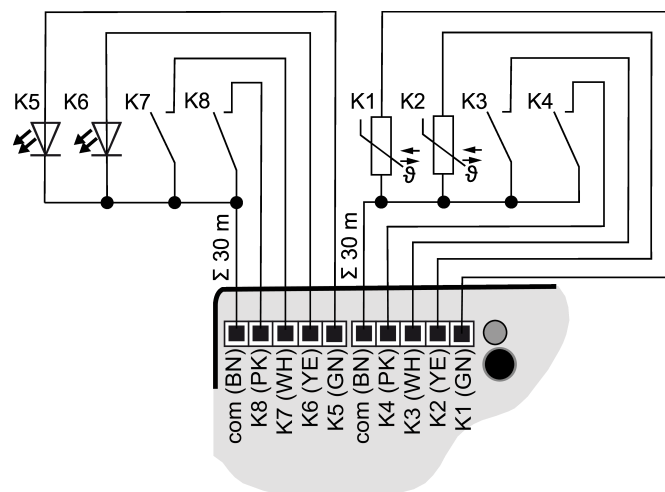 K5
K6
K7
K8
K1
K2
K3
K4
ϑ
ϑ
Σ 30 m
Σ 30 m
com (BN)
K8 (PK)
K7 (WH)
K6 (YE)
K5 (GN)
com (BN)
K4 (PK)
K3 (WH)
K2 (YE)
K1 (GN)